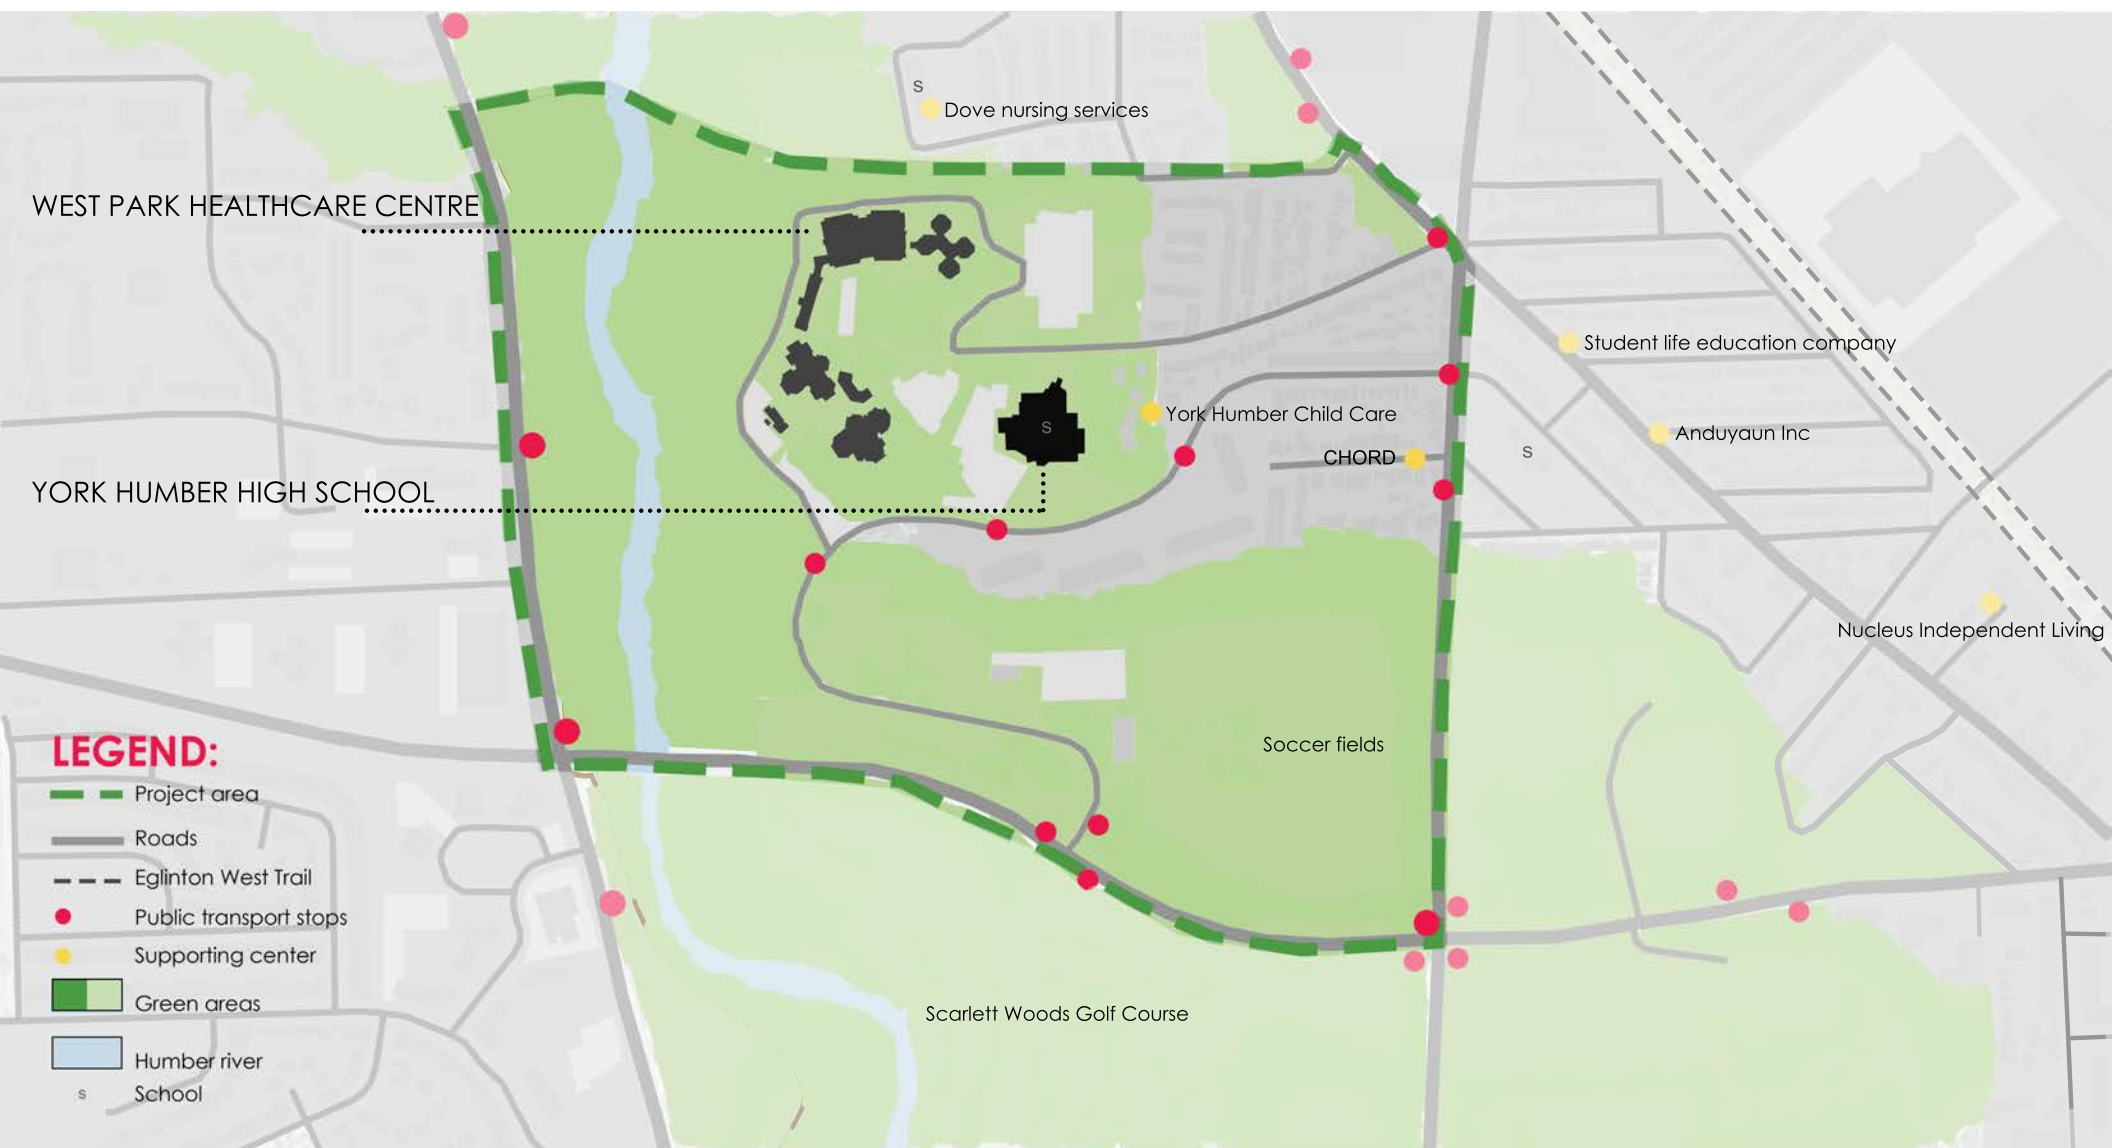 S
Dove nursing services
WEST PARK HEALTHCARE CENTRE
Student life education company
York Humber Child Care
S
Anduyaun Inc
CHORD
S
YORK HUMBER HIGH SCHOOL
Nucleus Independent Living
Soccer fields
LEGEND:
Project area
Roads
Eglinton West Trail
Public transport stops
Supporting center
Green areas
Humber river
s School
Scarlett Woods Golf Course